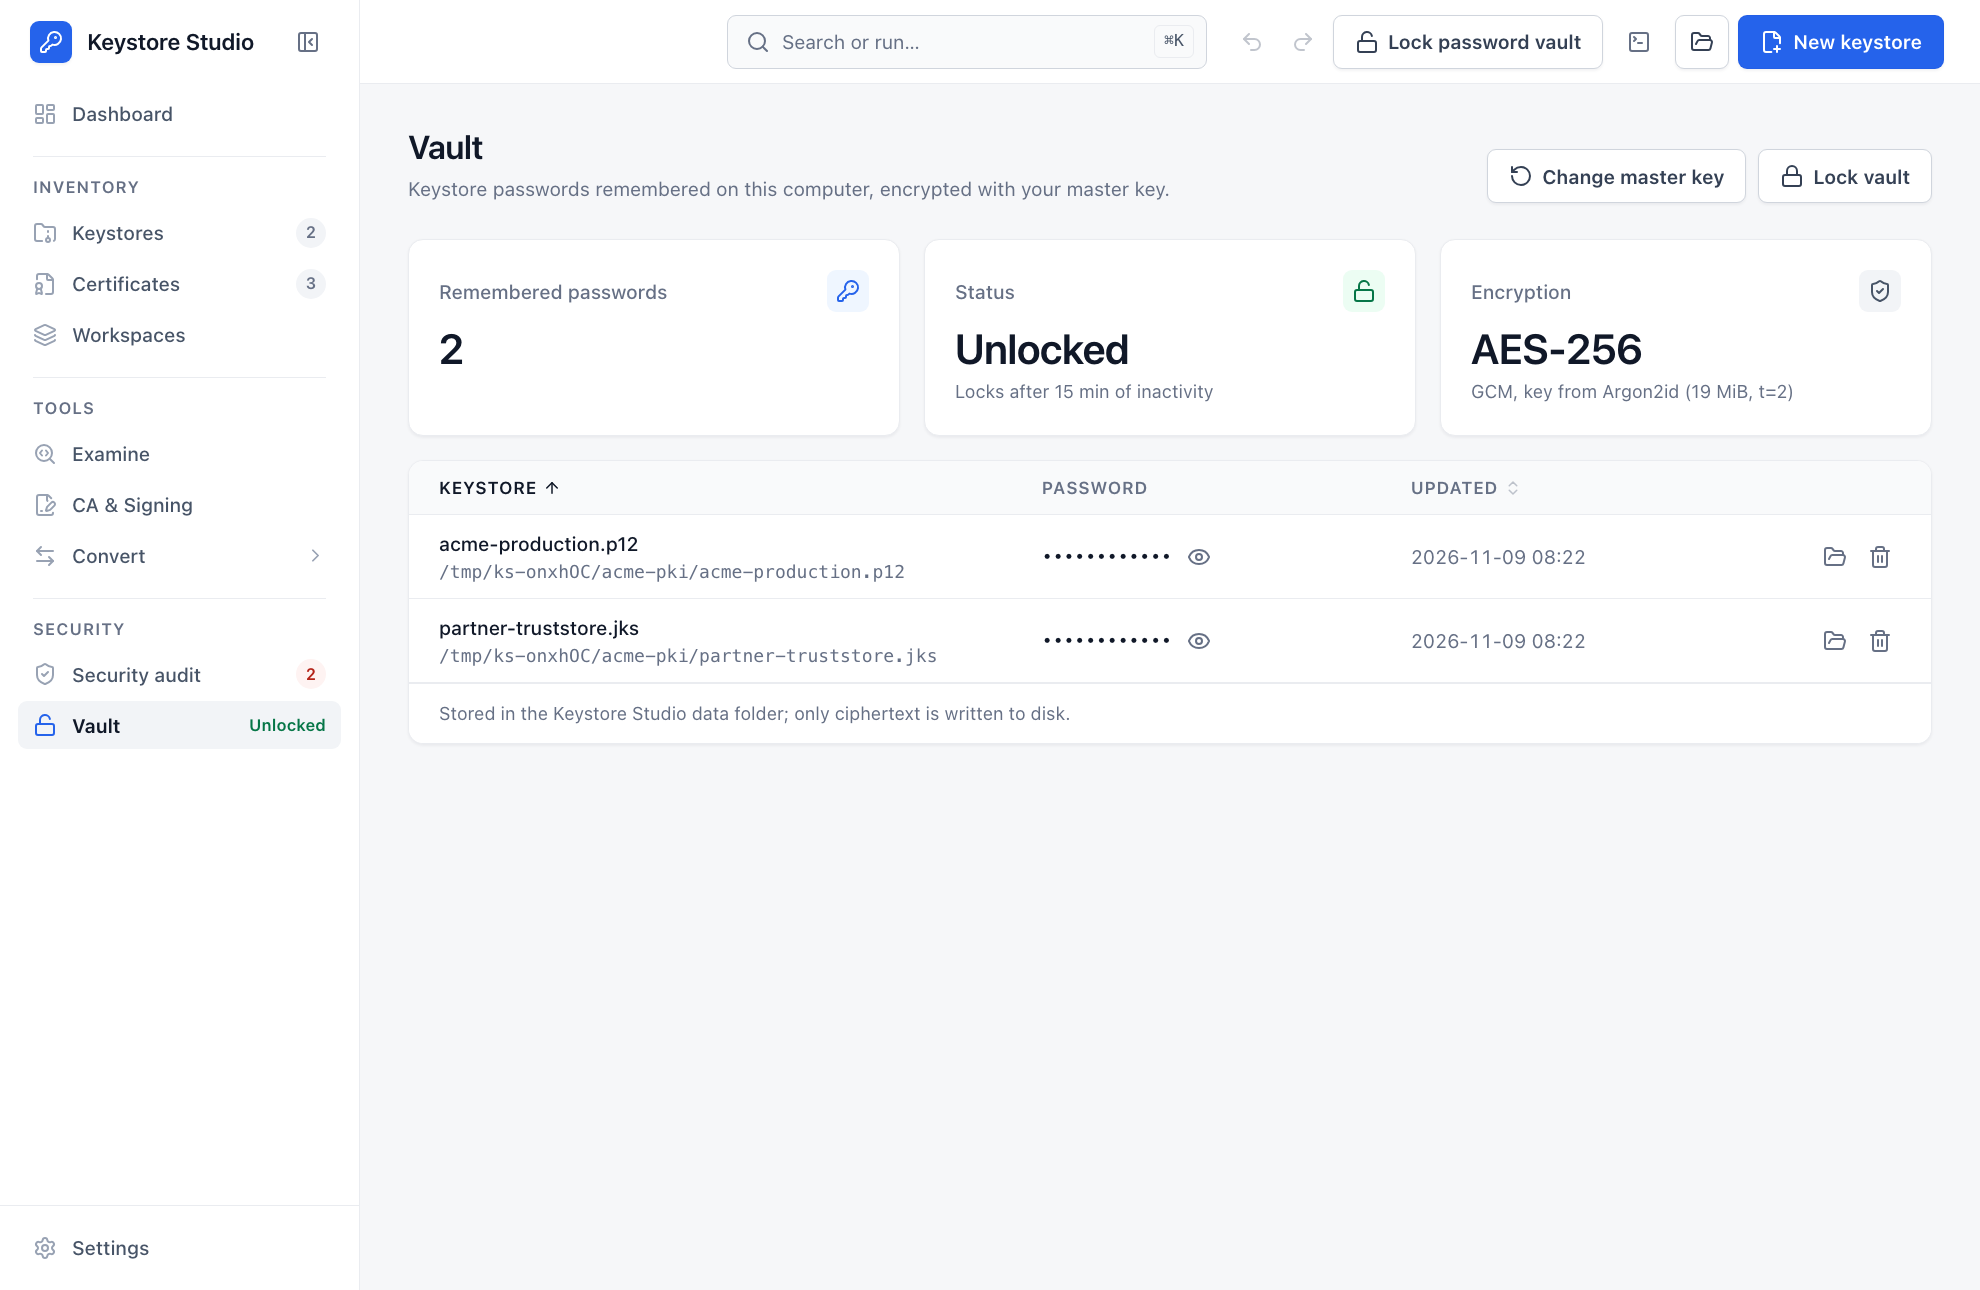 Keystore Studio
Search or run...
⌘K
Lock password vault
New keystore
Dashboard
INVENTORY
Keystores 2
Certificates 3
Workspaces
TOOLS
Examine
CA & Signing
Convert
SECURITY
Security audit 2
Vault Unlocked
Settings
Vault
Keystore passwords remembered on this computer, encrypted with your master key.
Change master key
Lock vault
Remembered passwords
2
Status
Unlocked
Locks after 15 min of inactivity
Encryption
AES-256
GCM, key from Argon2id (19 MiB, t=2)
KEYSTORE PASSWORD UPDATED
acme-production.p12
/tmp/ks-onxhOC/acme-pki/acme-production.p12
•••••••••••• 2026-11-09 08:22
partner-truststore.jks
/tmp/ks-onxhOC/acme-pki/partner-truststore.jks
•••••••••••• 2026-11-09 08:22
Stored in the Keystore Studio data folder; only ciphertext is written to disk.